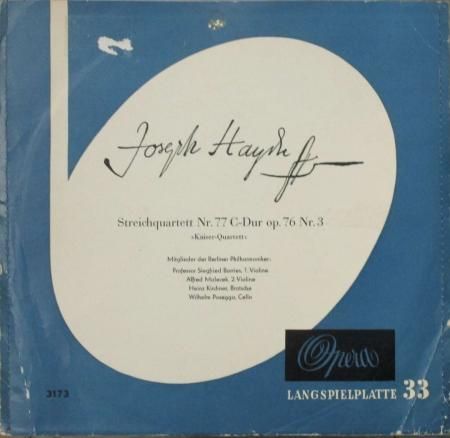 Joseph Haydn
Streichquartett Nr. 77 C-Dur op. 76 Nr. 3
»Kaiser-Quartett«
Mitglieder der Berliner Philharmoniker:
Professor Siegfried Borries, 1. Violine
Alfred Malecek, 2. Violine
Heinz Kirchner, Bratsche
Wilhelm Posegga, Cello
Opera
3173
LANGSPIELPLATTE 33